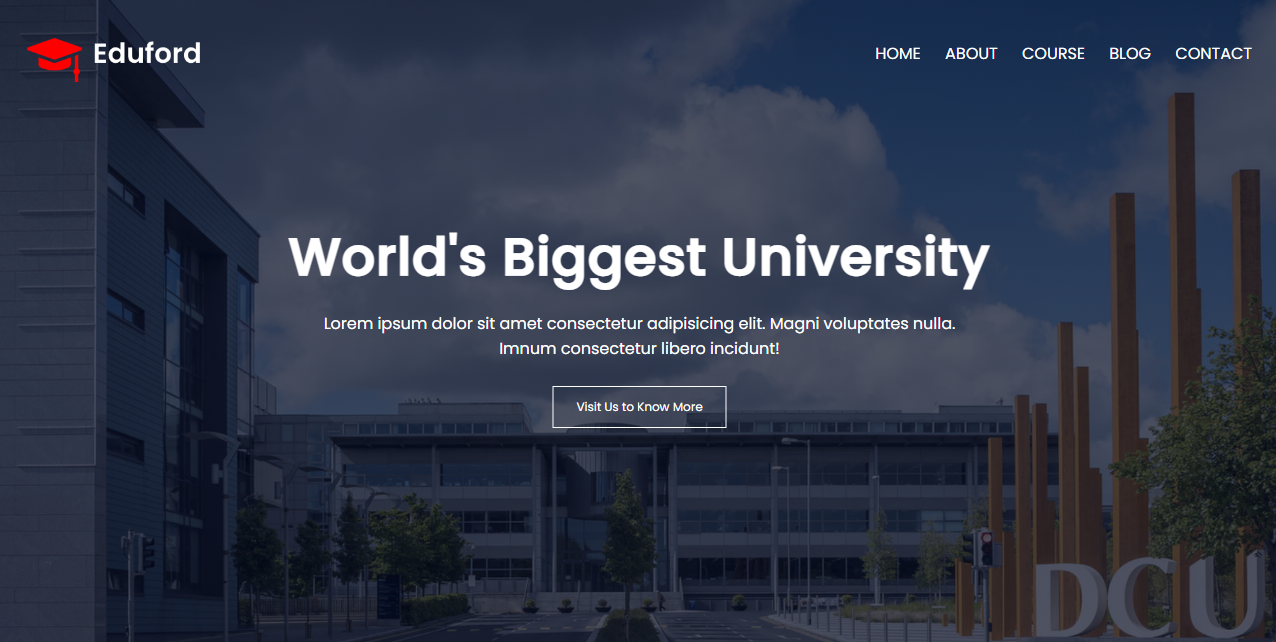 Eduford
HOME ABOUT COURSE BLOG CONTACT
World's Biggest University
Lorem ipsum dolor sit amet consectetur adipisicing elit. Magni voluptates nulla.
Imnum consectetur libero incidunt!
Visit Us to Know More
DCU